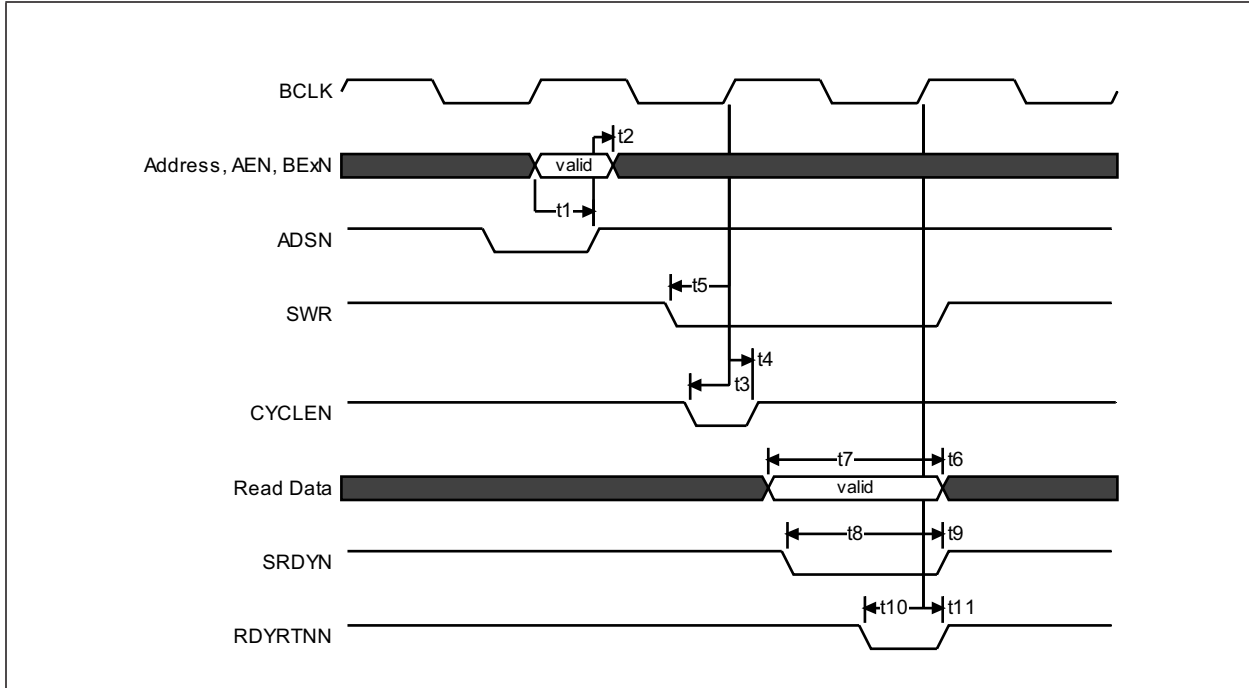 BCLK
t2
Address, AEN, BExN
valid
t1
ADSN
t5
SWR
t4
t3
CYCLEN
t7
t6
Read Data
valid
t8
t9
SRDYN
t10
t11
RDYRTNN